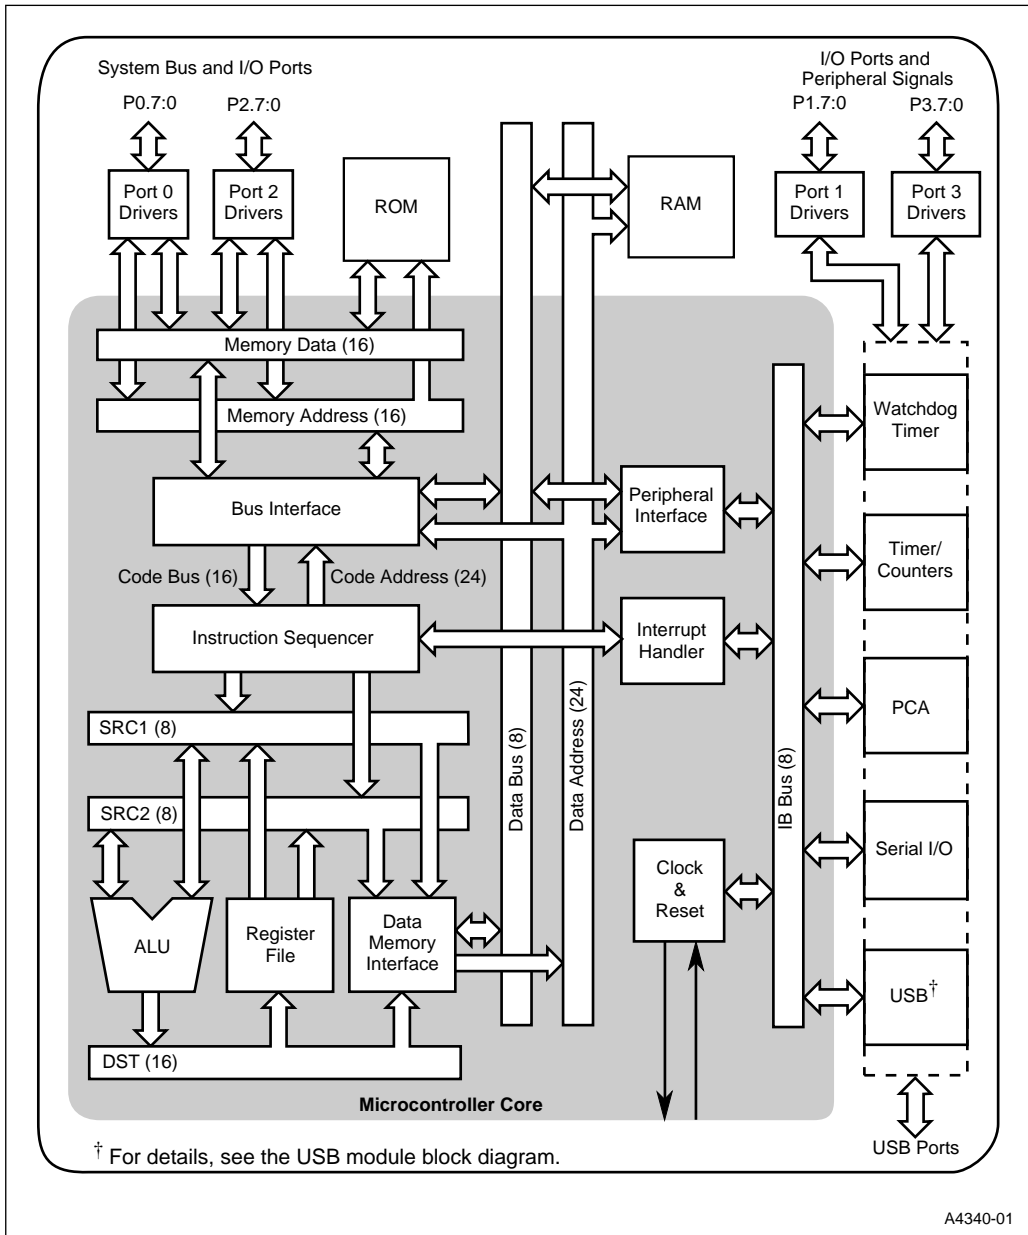 System Bus and I/O Ports
I/O Ports and
Peripheral Signals
P0.7:0
P2.7:0
P1.7:0
P3.7:0
Port 0
Drivers
Port 2
Drivers
ROM
RAM
Port 1
Drivers
Port 3
Drivers
Memory Data (16)
Memory Address (16)
Watchdog
Timer
Bus Interface
Peripheral
Interface
Code Bus (16)
Code Address (24)
Timer/
Counters
Instruction Sequencer
Interrupt
Handler
SRC1 (8)
PCA
Data Bus (8)
Data Address (24)
IB Bus (8)
SRC2 (8)
Clock
&
Reset
Serial I/O
ALU
Register
File
Data
Memory
Interface
USB†
DST (16)
Microcontroller Core
USB Ports
† For details, see the USB module block diagram.
A4340-01